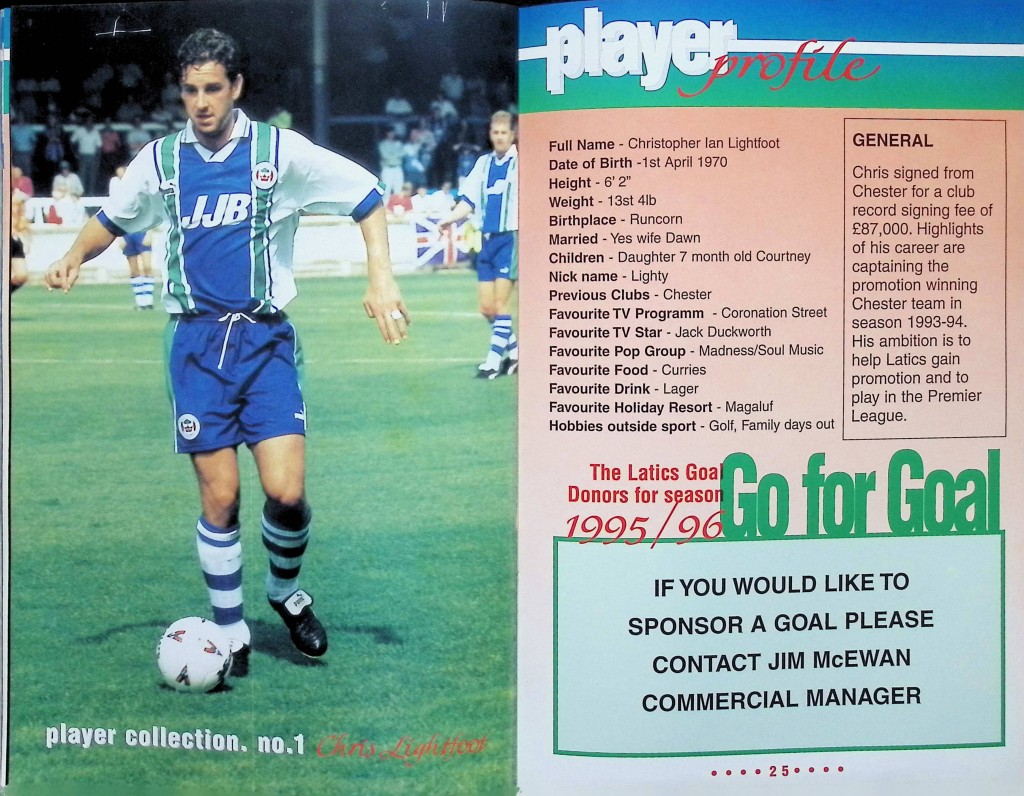 JJB
player collection. no.1 Chris Lightfoot
player profile
Full Name - Christopher Ian Lightfoot
Date of Birth -1st April 1970
Height - 6' 2"
Weight - 13st 4lb
Birthplace - Runcorn
Married - Yes wife Dawn
Children - Daughter 7 month old Courtney
Nick name - Lighty
Previous Clubs - Chester
Favourite TV Programm - Coronation Street
Favourite TV Star - Jack Duckworth
Favourite Pop Group - Madness/Soul Music
Favourite Food - Curries
Favourite Drink - Lager
Favourite Holiday Resort - Magaluf
Hobbies outside sport - Golf, Family days out
GENERAL
Chris signed from
Chester for a club
record signing fee of
£87,000. Highlights
of his career are
captaining the
promotion winning
Chester team in
season 1993-94.
His ambition is to
help Latics gain
promotion and to
play in the Premier
League.
The Latics Goal
Donors for season
1995/96
Go for Goal
IF YOU WOULD LIKE TO
SPONSOR A GOAL PLEASE
CONTACT JIM McEWAN
COMMERCIAL MANAGER
• • • • 25 • • • •